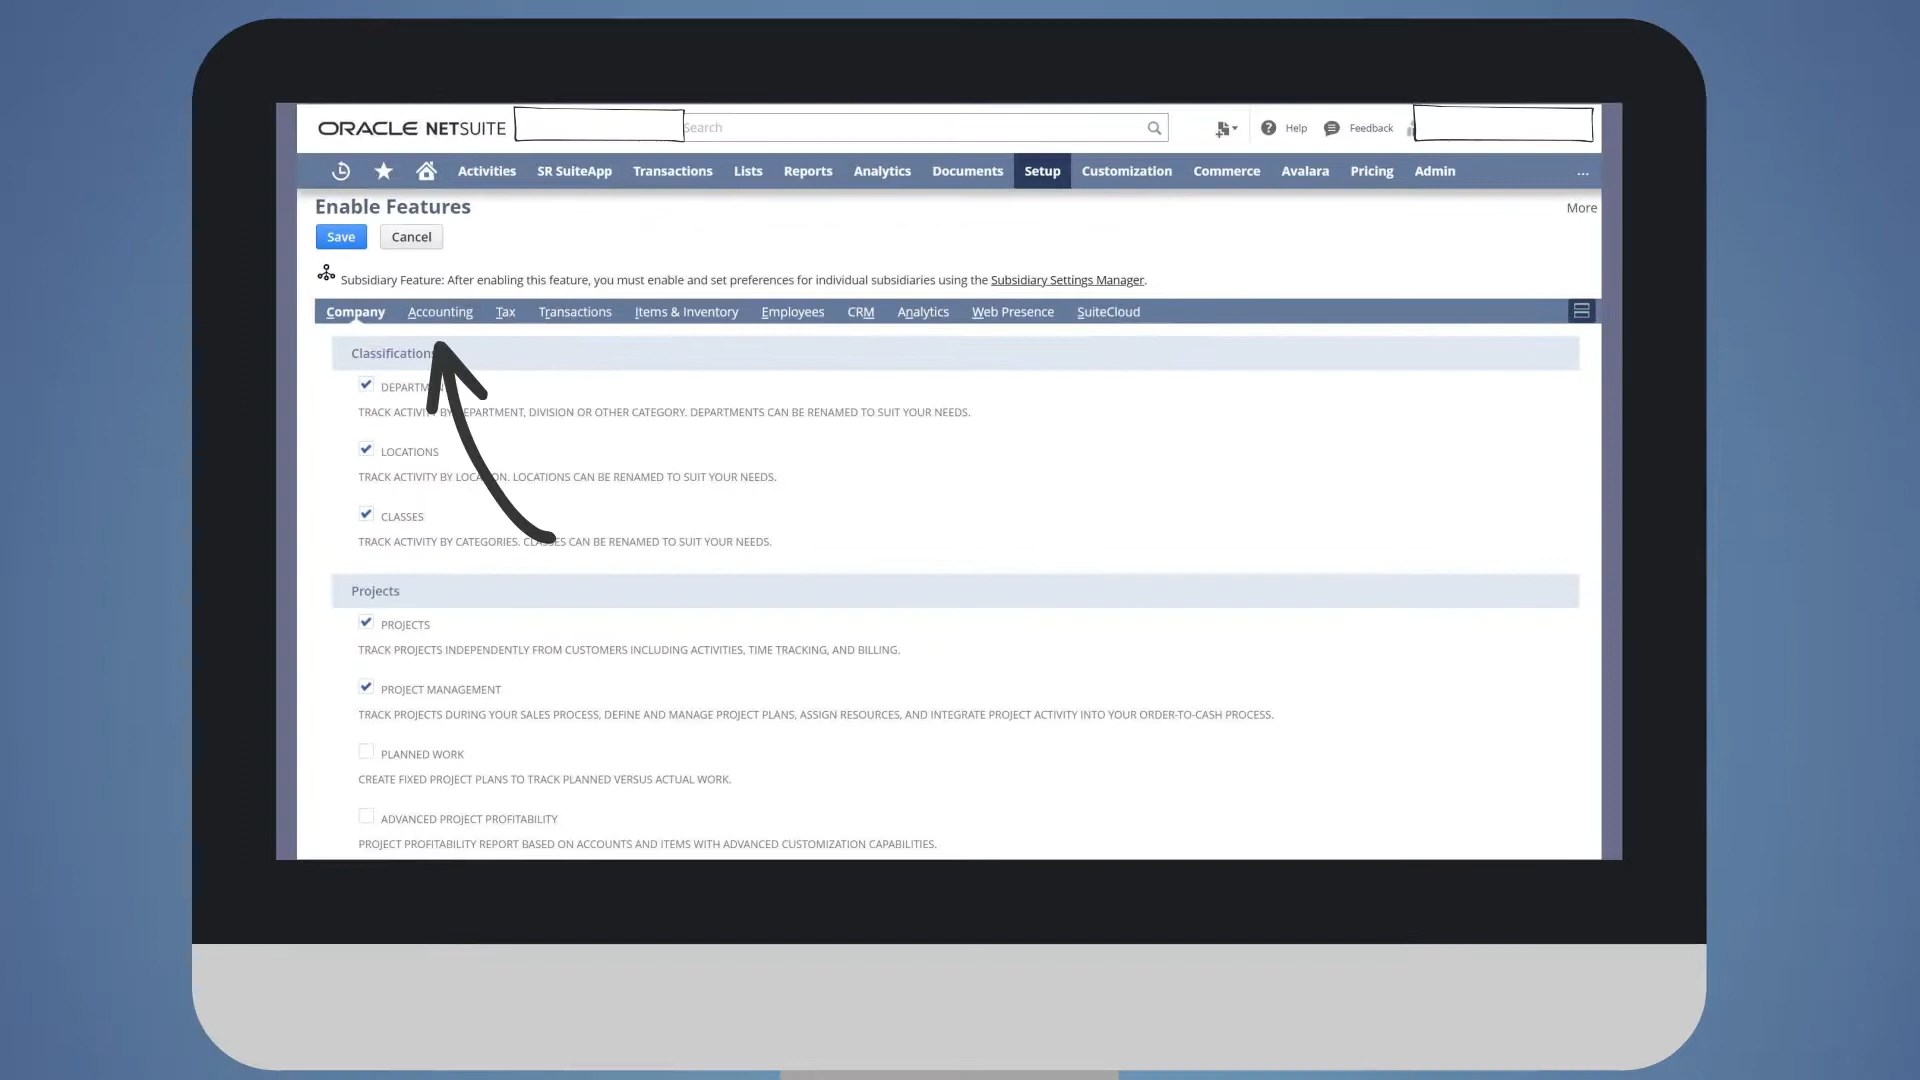 ORACLE NETSUITE Search Help Feedback
Activities SR SuiteApp Transactions Lists Reports Analytics Documents Setup Customization Commerce Avalara Pricing Admin ...
Enable Features More
Save Cancel
Subsidiary Feature: After enabling this feature, you must enable and set preferences for individual subsidiaries using the Subsidiary Settings Manager.
Company Accounting Tax Transactions Items & Inventory Employees CRM Analytics Web Presence SuiteCloud
Classifications
TRACK ACTIVITY BY DEPARTMENT, DIVISION OR OTHER CATEGORY. DEPARTMENTS CAN BE RENAMED TO SUIT YOUR NEEDS.
LOCATIONS
TRACK ACTIVITY BY LOCATION. LOCATIONS CAN BE RENAMED TO SUIT YOUR NEEDS.
CLASSES
TRACK ACTIVITY BY CATEGORIES. CLASSES CAN BE RENAMED TO SUIT YOUR NEEDS.
Projects
PROJECTS
TRACK PROJECTS INDEPENDENTLY FROM CUSTOMERS INCLUDING ACTIVITIES, TIME TRACKING, AND BILLING.
PROJECT MANAGEMENT
TRACK PROJECTS DURING YOUR SALES PROCESS, DEFINE AND MANAGE PROJECT PLANS, ASSIGN RESOURCES, AND INTEGRATE PROJECT ACTIVITY INTO YOUR ORDER-TO-CASH PROCESS.
PLANNED WORK
CREATE FIXED PROJECT PLANS TO TRACK PLANNED VERSUS ACTUAL WORK.
ADVANCED PROJECT PROFITABILITY
PROJECT PROFITABILITY REPORT BASED ON ACCOUNTS AND ITEMS WITH ADVANCED CUSTOMIZATION CAPABILITIES.